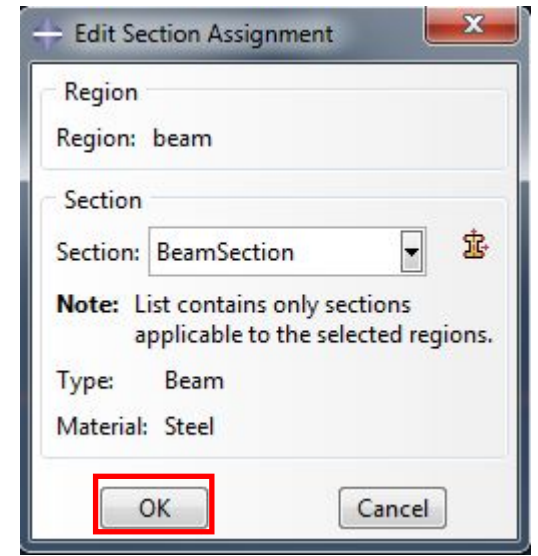 Edit Section Assignment
Region
Region: beam
Section
Section: BeamSection
Note: List contains only sections
applicable to the selected regions.
Type: Beam
Material: Steel
OK Cancel